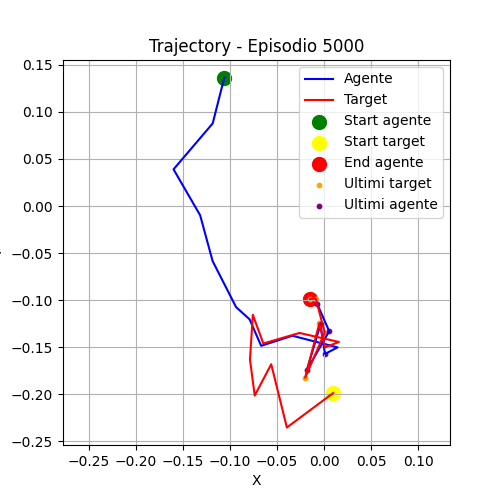 Trajectory - Episodio 5000
Agente
Target
Start agente
Start target
End agente
Ultimi target
Ultimi agente
0.15
0.10
0.05
0.00
−0.05
−0.10
−0.15
−0.20
−0.25
−0.25 −0.20 −0.15 −0.10 −0.05 0.00 0.05 0.10
X